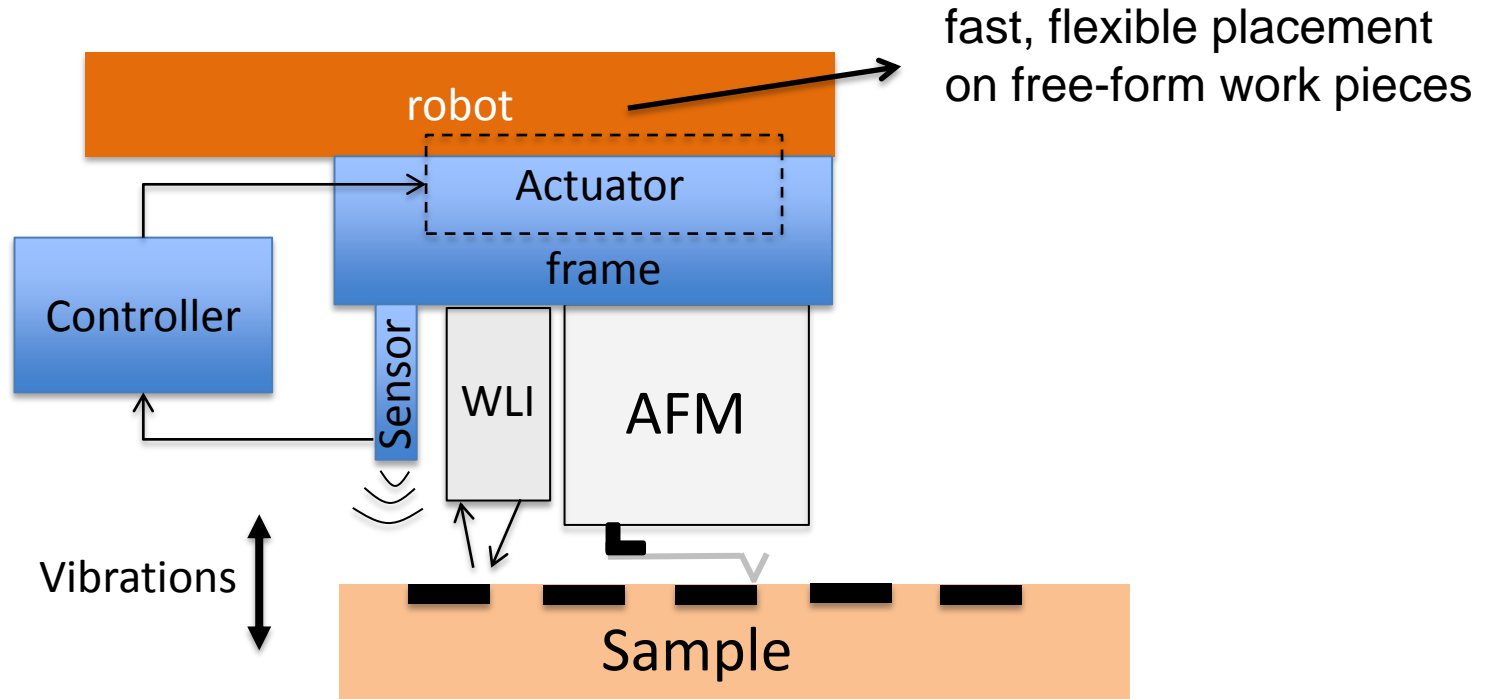 fast, flexible placement
on free-form work pieces
robot
Actuator
frame
Controller
Sensor
WLI
AFM
Vibrations
Sample